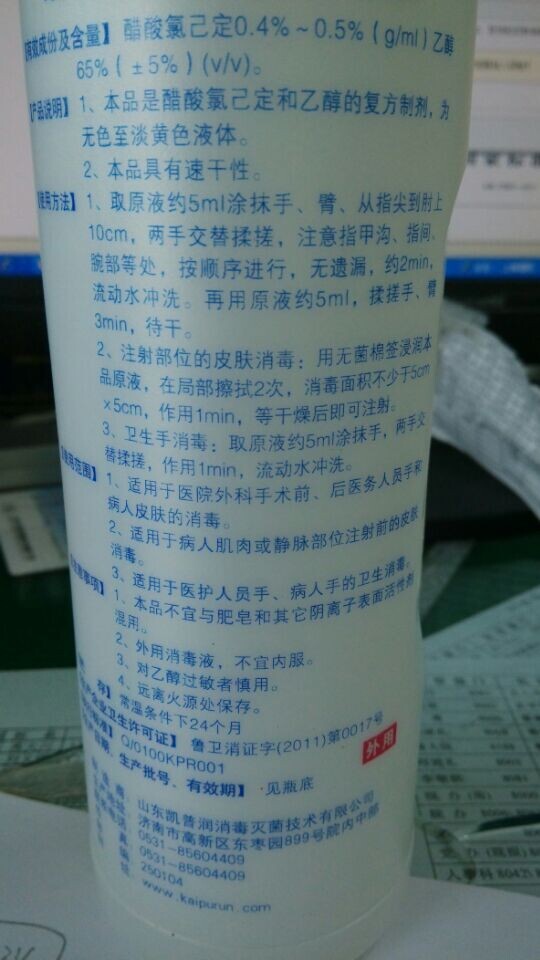 有效成份及含量】 醋酸氯己定0.4%~0.5%(g/ml)乙醇
65%(±5%)(v/v)。
【产品说明】 1、本品是醋酸氯己定和乙醇的复方制剂，为
无色至淡黄色液体。
2、本品具有速干性。
使用方法】 1、取原液约5ml涂抹手、臂、从指尖到肘上
10cm，两手交替揉搓，注意指甲沟、指间、
腕部等处，按顺序进行，无遗漏，约2min，
流动水冲洗。再用原液约5ml，揉搓手、臂
3min，待干。
2、注射部位的皮肤消毒：用无菌棉签浸润本
品原液，在局部擦拭2次，消毒面积不少于5cm
×5cm，作用1min，等干燥后即可注射。
3、卫生手消毒：取原液约5ml涂抹手，两手交
替揉搓，作用1min，流动水冲洗。
使用范围】 1、适用于医院外科手术前、后医务人员手和
病人皮肤的消毒。
2、适用于病人肌肉或静脉部位注射前的皮肤
消毒。
3、适用于医护人员手、病人手的卫生消毒。
注意事项】 1、本品不宜与肥皂和其它阴离子表面活性剂
混用。
2、外用消毒液，不宜内服。
3、对乙醇过敏者慎用。
4、远离火源处保存。
存】 常温条件下24个月
产企业卫生许可证】 鲁卫消证字(2011)第0017号
标准】 Q/0100KPR001
外用
日期、生产批号、有效期】 见瓶底
山东凯普润消毒灭菌技术有限公司
济南市高新区东枣园899号院内中部
0531-85604409
0531-85604409
250104
www.kaipurun.com